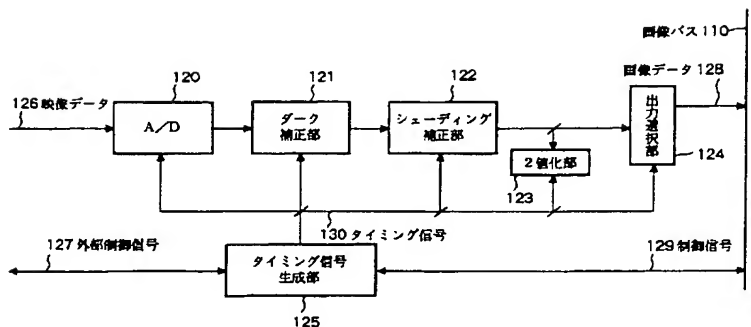 画像バス 110
120
121
122
画像データ 128
126 映像データ
A/D
ダーク
補正部
シェーディング
補正部
出力選択部
2値化部
123
124
130 タイミング信号
127 外部制御信号
129 制御信号
タイミング信号
生成部
125